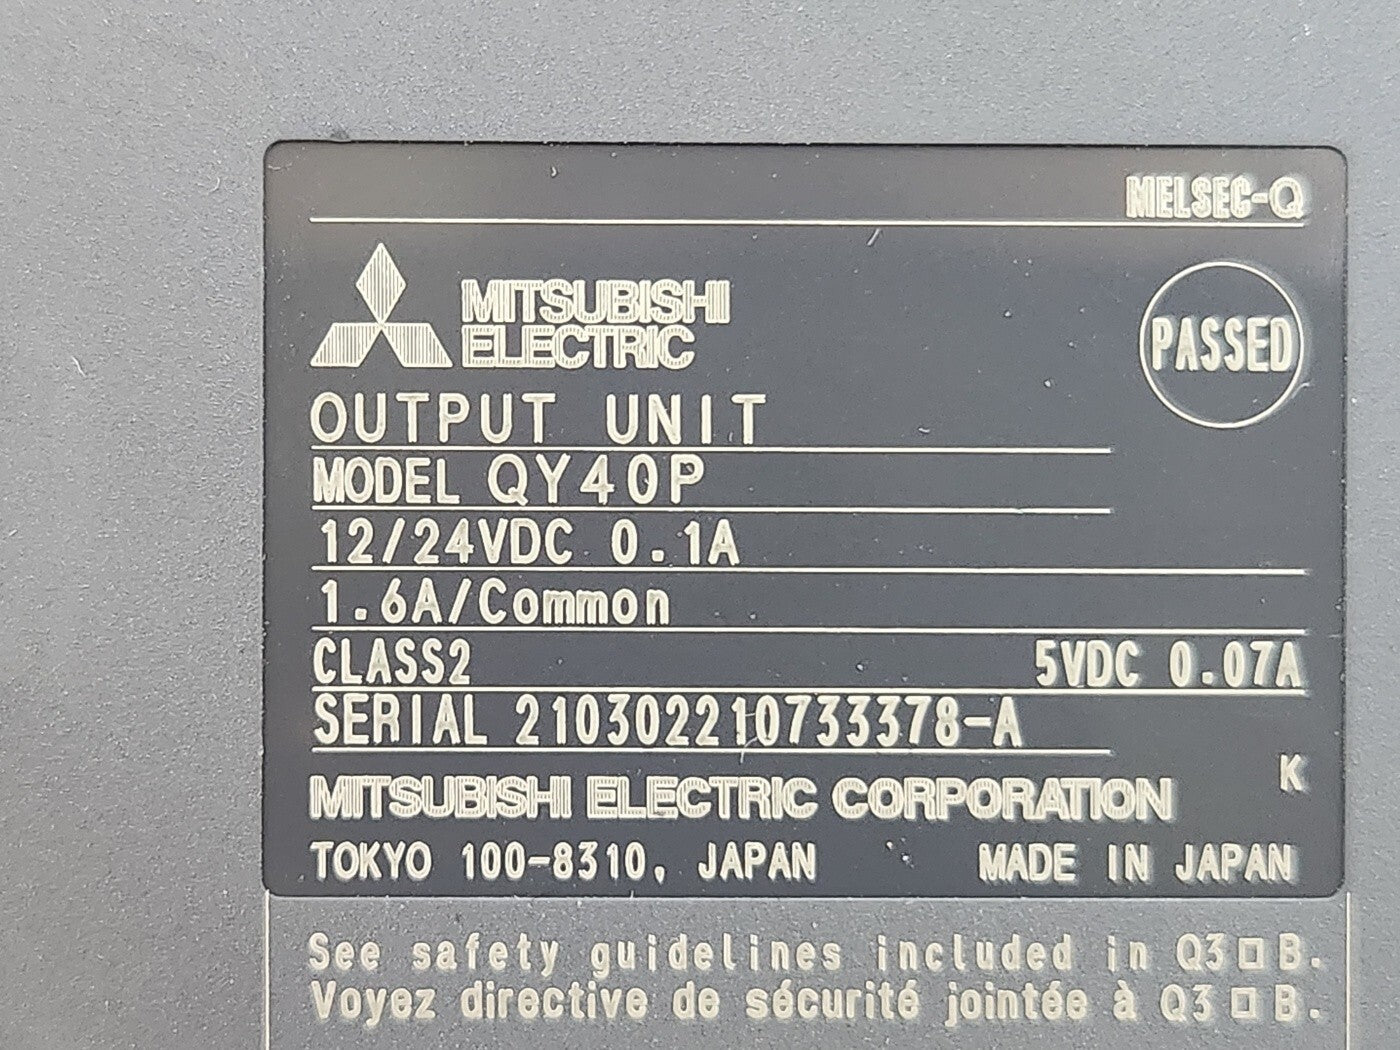 MELSEC-Q
MITSUBISHI
ELECTRIC
PASSED
OUTPUT UNIT
MODEL QY40P
12/24VDC 0.1A
1.6A/Common
CLASS2 5VDC 0.07A
SERIAL 210302210733378-A
K
MITSUBISHI ELECTRIC CORPORATION
TOKYO 100-8310, JAPAN MADE IN JAPAN
See safety guidelines included in Q3□B.
Voyez directive de sécurité jointée à Q3□B.